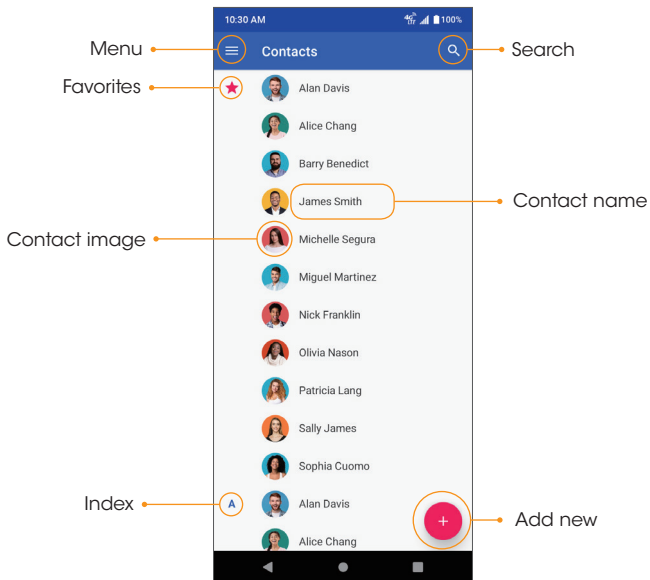 10:30 AM 4G LTE 100%
Menu Contacts Search
Favorites Alan Davis
Alice Chang
Barry Benedict
James Smith Contact name
Contact image Michelle Segura
Miguel Martinez
Nick Franklin
Olivia Nason
Patricia Lang
Sally James
Sophia Cuomo
Index A Alan Davis
+ Add new
Alice Chang